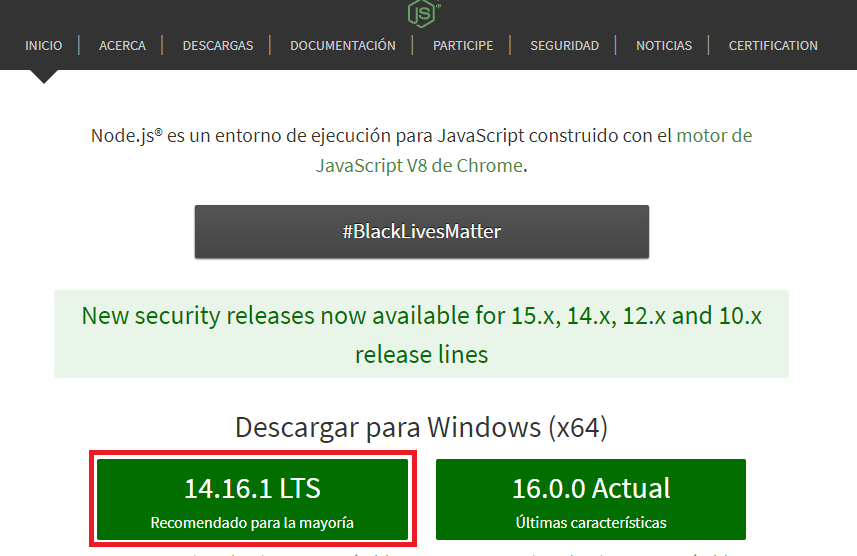 JS
INICIO | ACERCA | DESCARGAS | DOCUMENTACIÓN | PARTICIPE | SEGURIDAD | NOTICIAS | CERTIFICATION
Node.js® es un entorno de ejecución para JavaScript construido con el motor de
JavaScript V8 de Chrome.
#BlackLivesMatter
New security releases now available for 15.x, 14.x, 12.x and 10.x
release lines
Descargar para Windows (x64)
14.16.1 LTS
Recomendado para la mayoría
16.0.0 Actual
Últimas características